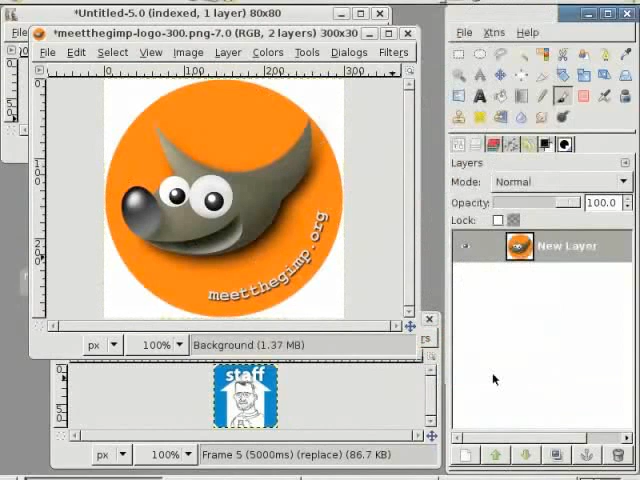 *Untitled-5.0 (indexed, 1 layer) 80x80
*meetthegimp-logo-300.png-7.0 (RGB, 2 layers) 300x30
File Edit Select View Image Layer Colors Tools Dialogs Filters
File Xtns Help
0 100 200 300
meetthegimp.org
Layers
Mode: Normal
Opacity: 100.0
Lock:
New Layer
px 100% Background (1.37 MB)
staff
px 100% Frame 5 (5000ms) (replace) (86.7 KB)